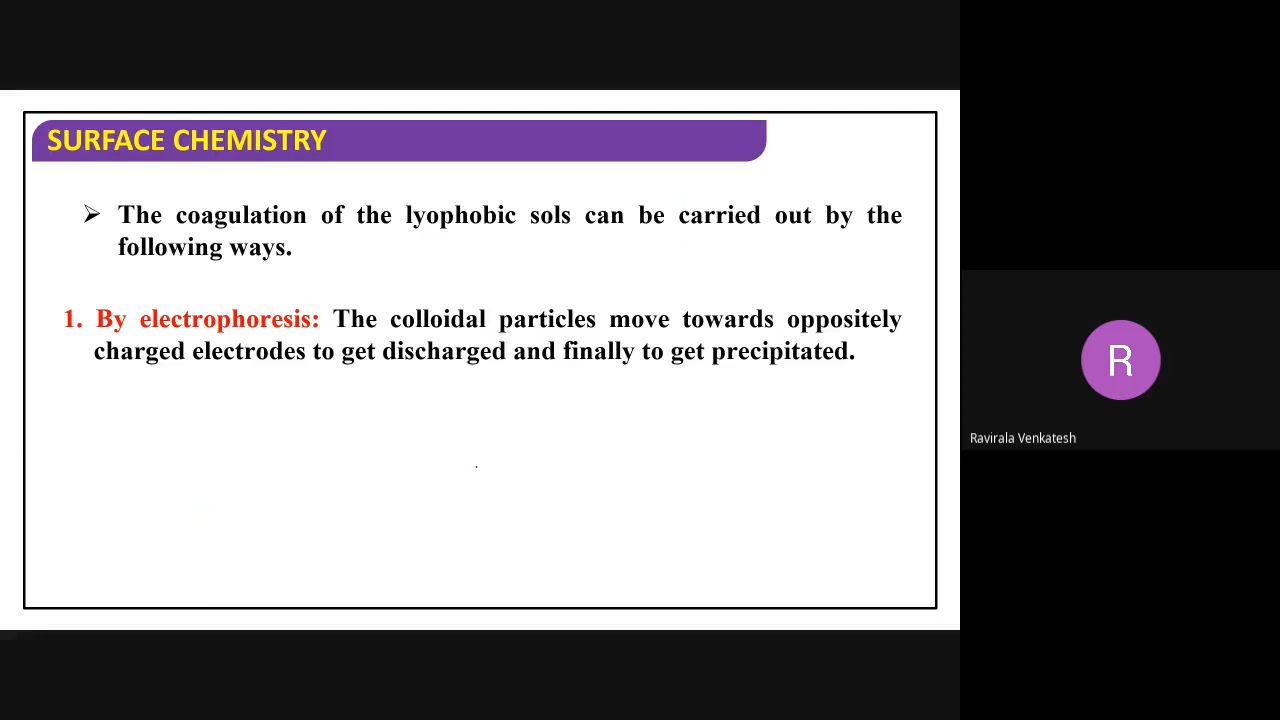 SURFACE CHEMISTRY
➢ The coagulation of the lyophobic sols can be carried out by the
following ways.
1. By electrophoresis: The colloidal particles move towards oppositely
charged electrodes to get discharged and finally to get precipitated.
R
Ravirala Venkatesh